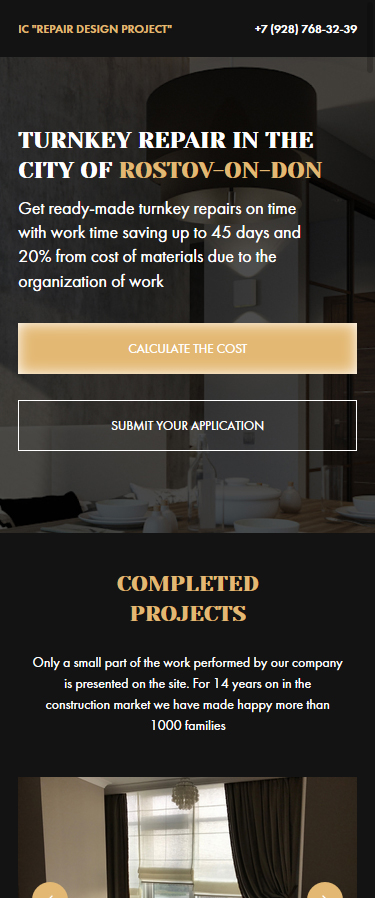 IC "REPAIR DESIGN PROJECT" +7 (928) 768-32-39
TURNKEY REPAIR IN THE
CITY OF ROSTOV-ON-DON
Get ready-made turnkey repairs on time
with work time saving up to 45 days and
20% from cost of materials due to the
organization of work
CALCULATE THE COST
SUBMIT YOUR APPLICATION
COMPLETED
PROJECTS
Only a small part of the work performed by our company
is presented on the site. For 14 years on in the
construction market we have made happy more than
1000 families